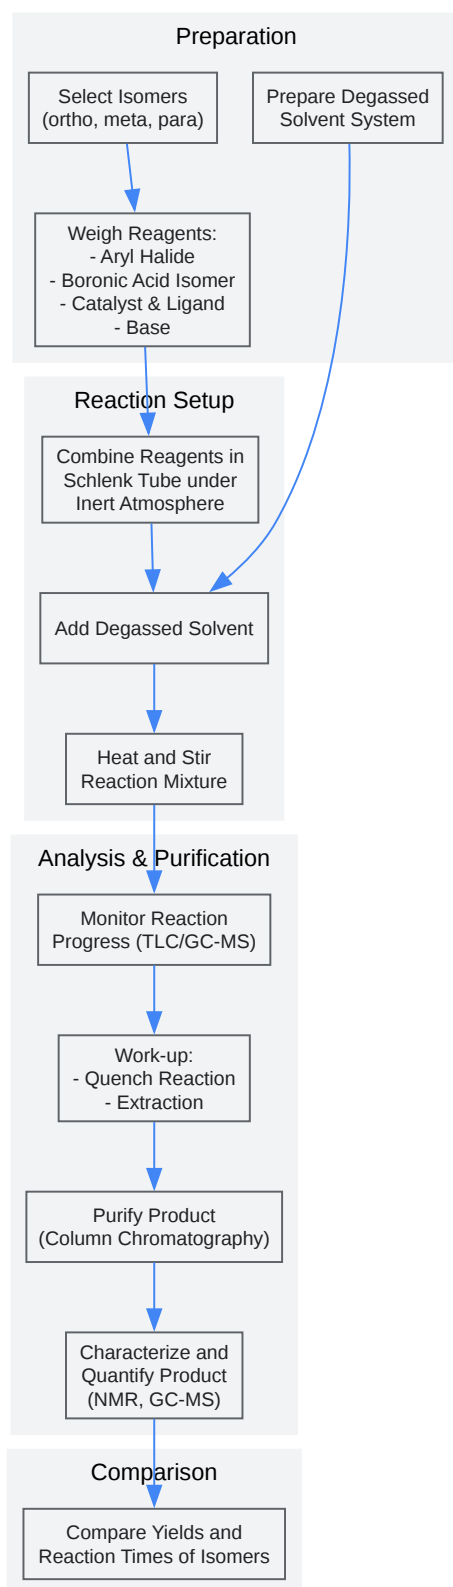 Preparation
Select Isomers
(ortho, meta, para)
Prepare Degassed
Solvent System
Weigh Reagents:
- Aryl Halide
- Boronic Acid Isomer
- Catalyst & Ligand
- Base
Reaction Setup
Combine Reagents in
Schlenk Tube under
Inert Atmosphere
Add Degassed Solvent
Heat and Stir
Reaction Mixture
Analysis & Purification
Monitor Reaction
Progress (TLC/GC-MS)
Work-up:
- Quench Reaction
- Extraction
Purify Product
(Column Chromatography)
Characterize and
Quantify Product
(NMR, GC-MS)
Comparison
Compare Yields and
Reaction Times of Isomers